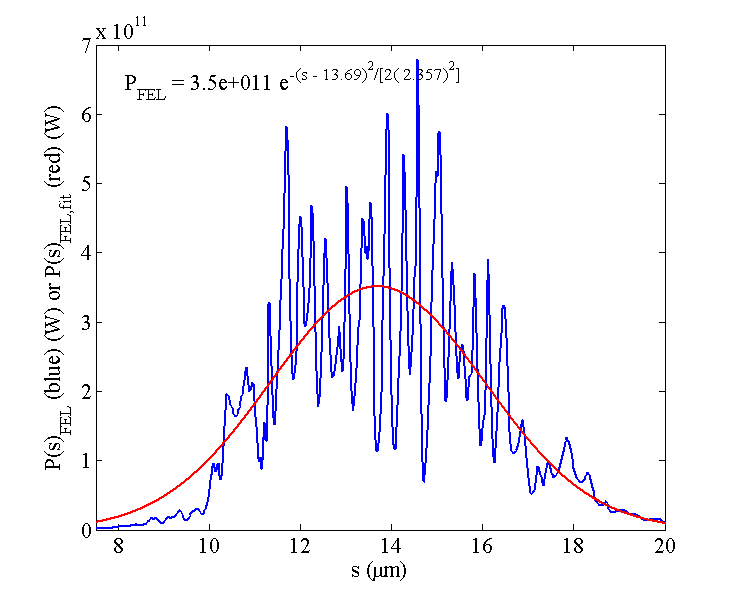 x 10^11
P_FEL = 3.5e+011 e^-(s - 13.69)^2/[2( 2.357)^2]
7
6
5
4
3
2
1
0
P(s)_FEL (blue) (W) or P(s)_FEL,fit (red) (W)
8 10 12 14 16 18 20
s (μm)